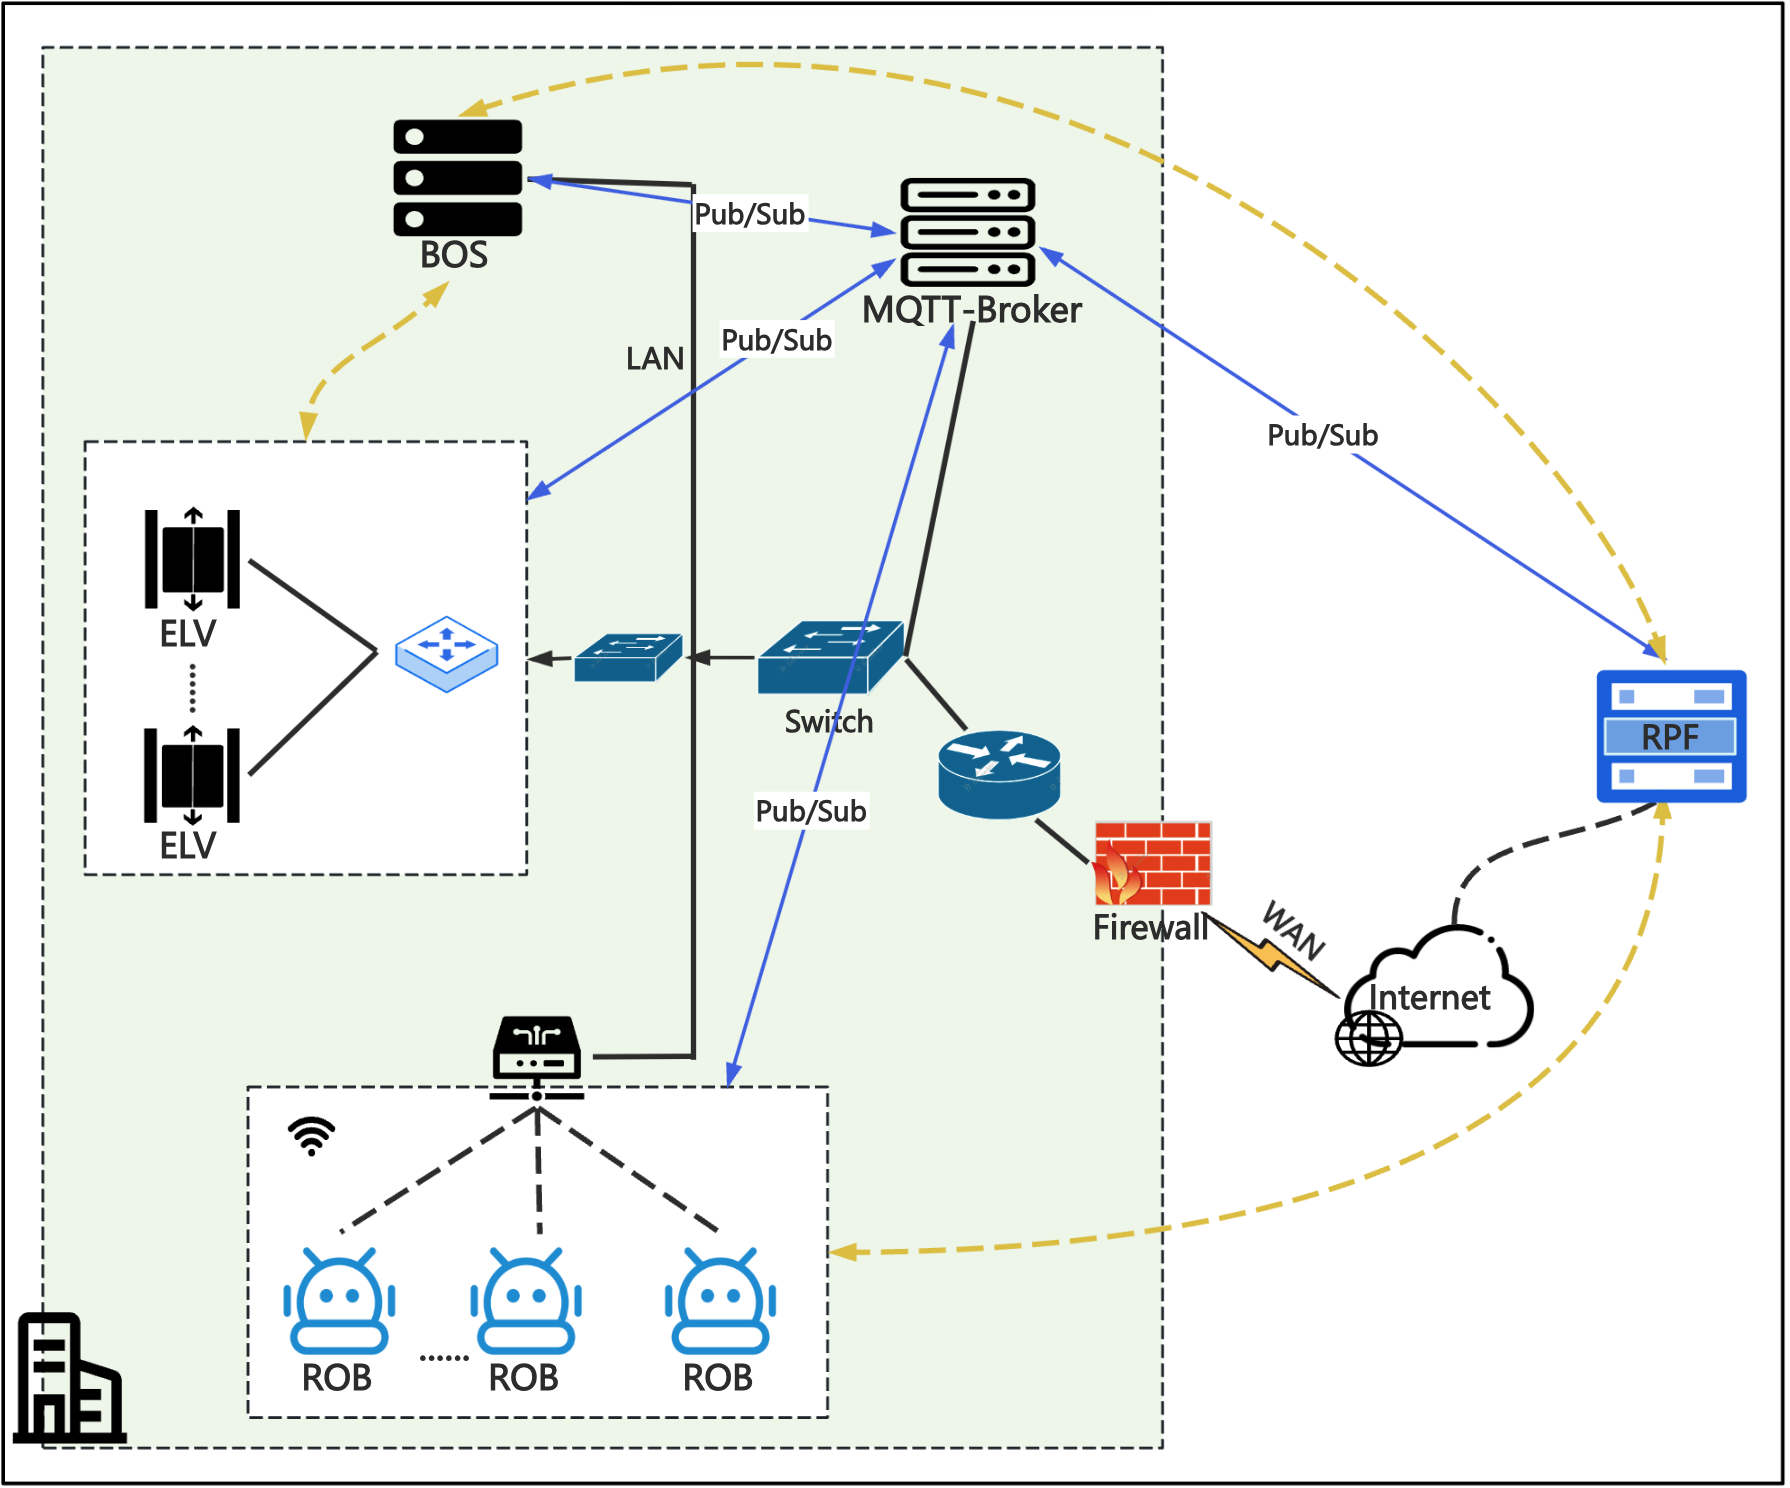 BOS
Pub/Sub
MQTT-Broker
Pub/Sub
LAN
Pub/Sub
ELV
ELV
Switch
Pub/Sub
RPF
Firewall
WAN
Internet
ROB
ROB
ROB